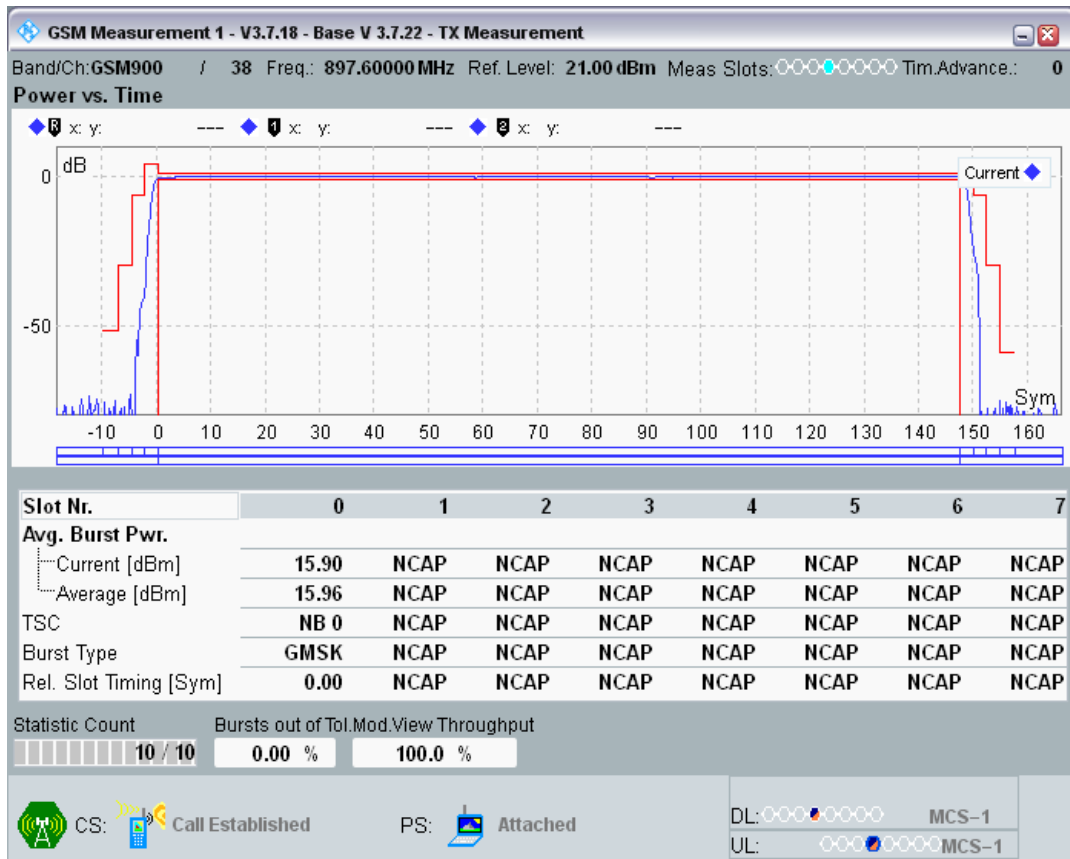 GSM Measurement 1 - V3.7.18 - Base V 3.7.22 - TX Measurement
Band/Ch:GSM900 / 38 Freq.: 897.60000 MHz Ref. Level: 21.00 dBm Meas Slots: Tim.Advance.: 0
Power vs. Time
R x: y: --- 1 x: y: --- 2 x: y: ---
dB
Current
0
-50
Sym
-10 0 10 20 30 40 50 60 70 80 90 100 110 120 130 140 150 160
Slot Nr. 0 1 2 3 4 5 6 7
Avg. Burst Pwr.
Current [dBm] 15.90 NCAP NCAP NCAP NCAP NCAP NCAP NCAP
Average [dBm] 15.96 NCAP NCAP NCAP NCAP NCAP NCAP NCAP
TSC NB 0 NCAP NCAP NCAP NCAP NCAP NCAP NCAP
Burst Type GMSK NCAP NCAP NCAP NCAP NCAP NCAP NCAP
Rel. Slot Timing [Sym] 0.00 NCAP NCAP NCAP NCAP NCAP NCAP NCAP
Statistic Count Bursts out of Tol.Mod.View Throughput
10 / 10 0.00 % 100.0 %
CS: Call Established PS: Attached
DL: MCS-1
UL: MCS-1